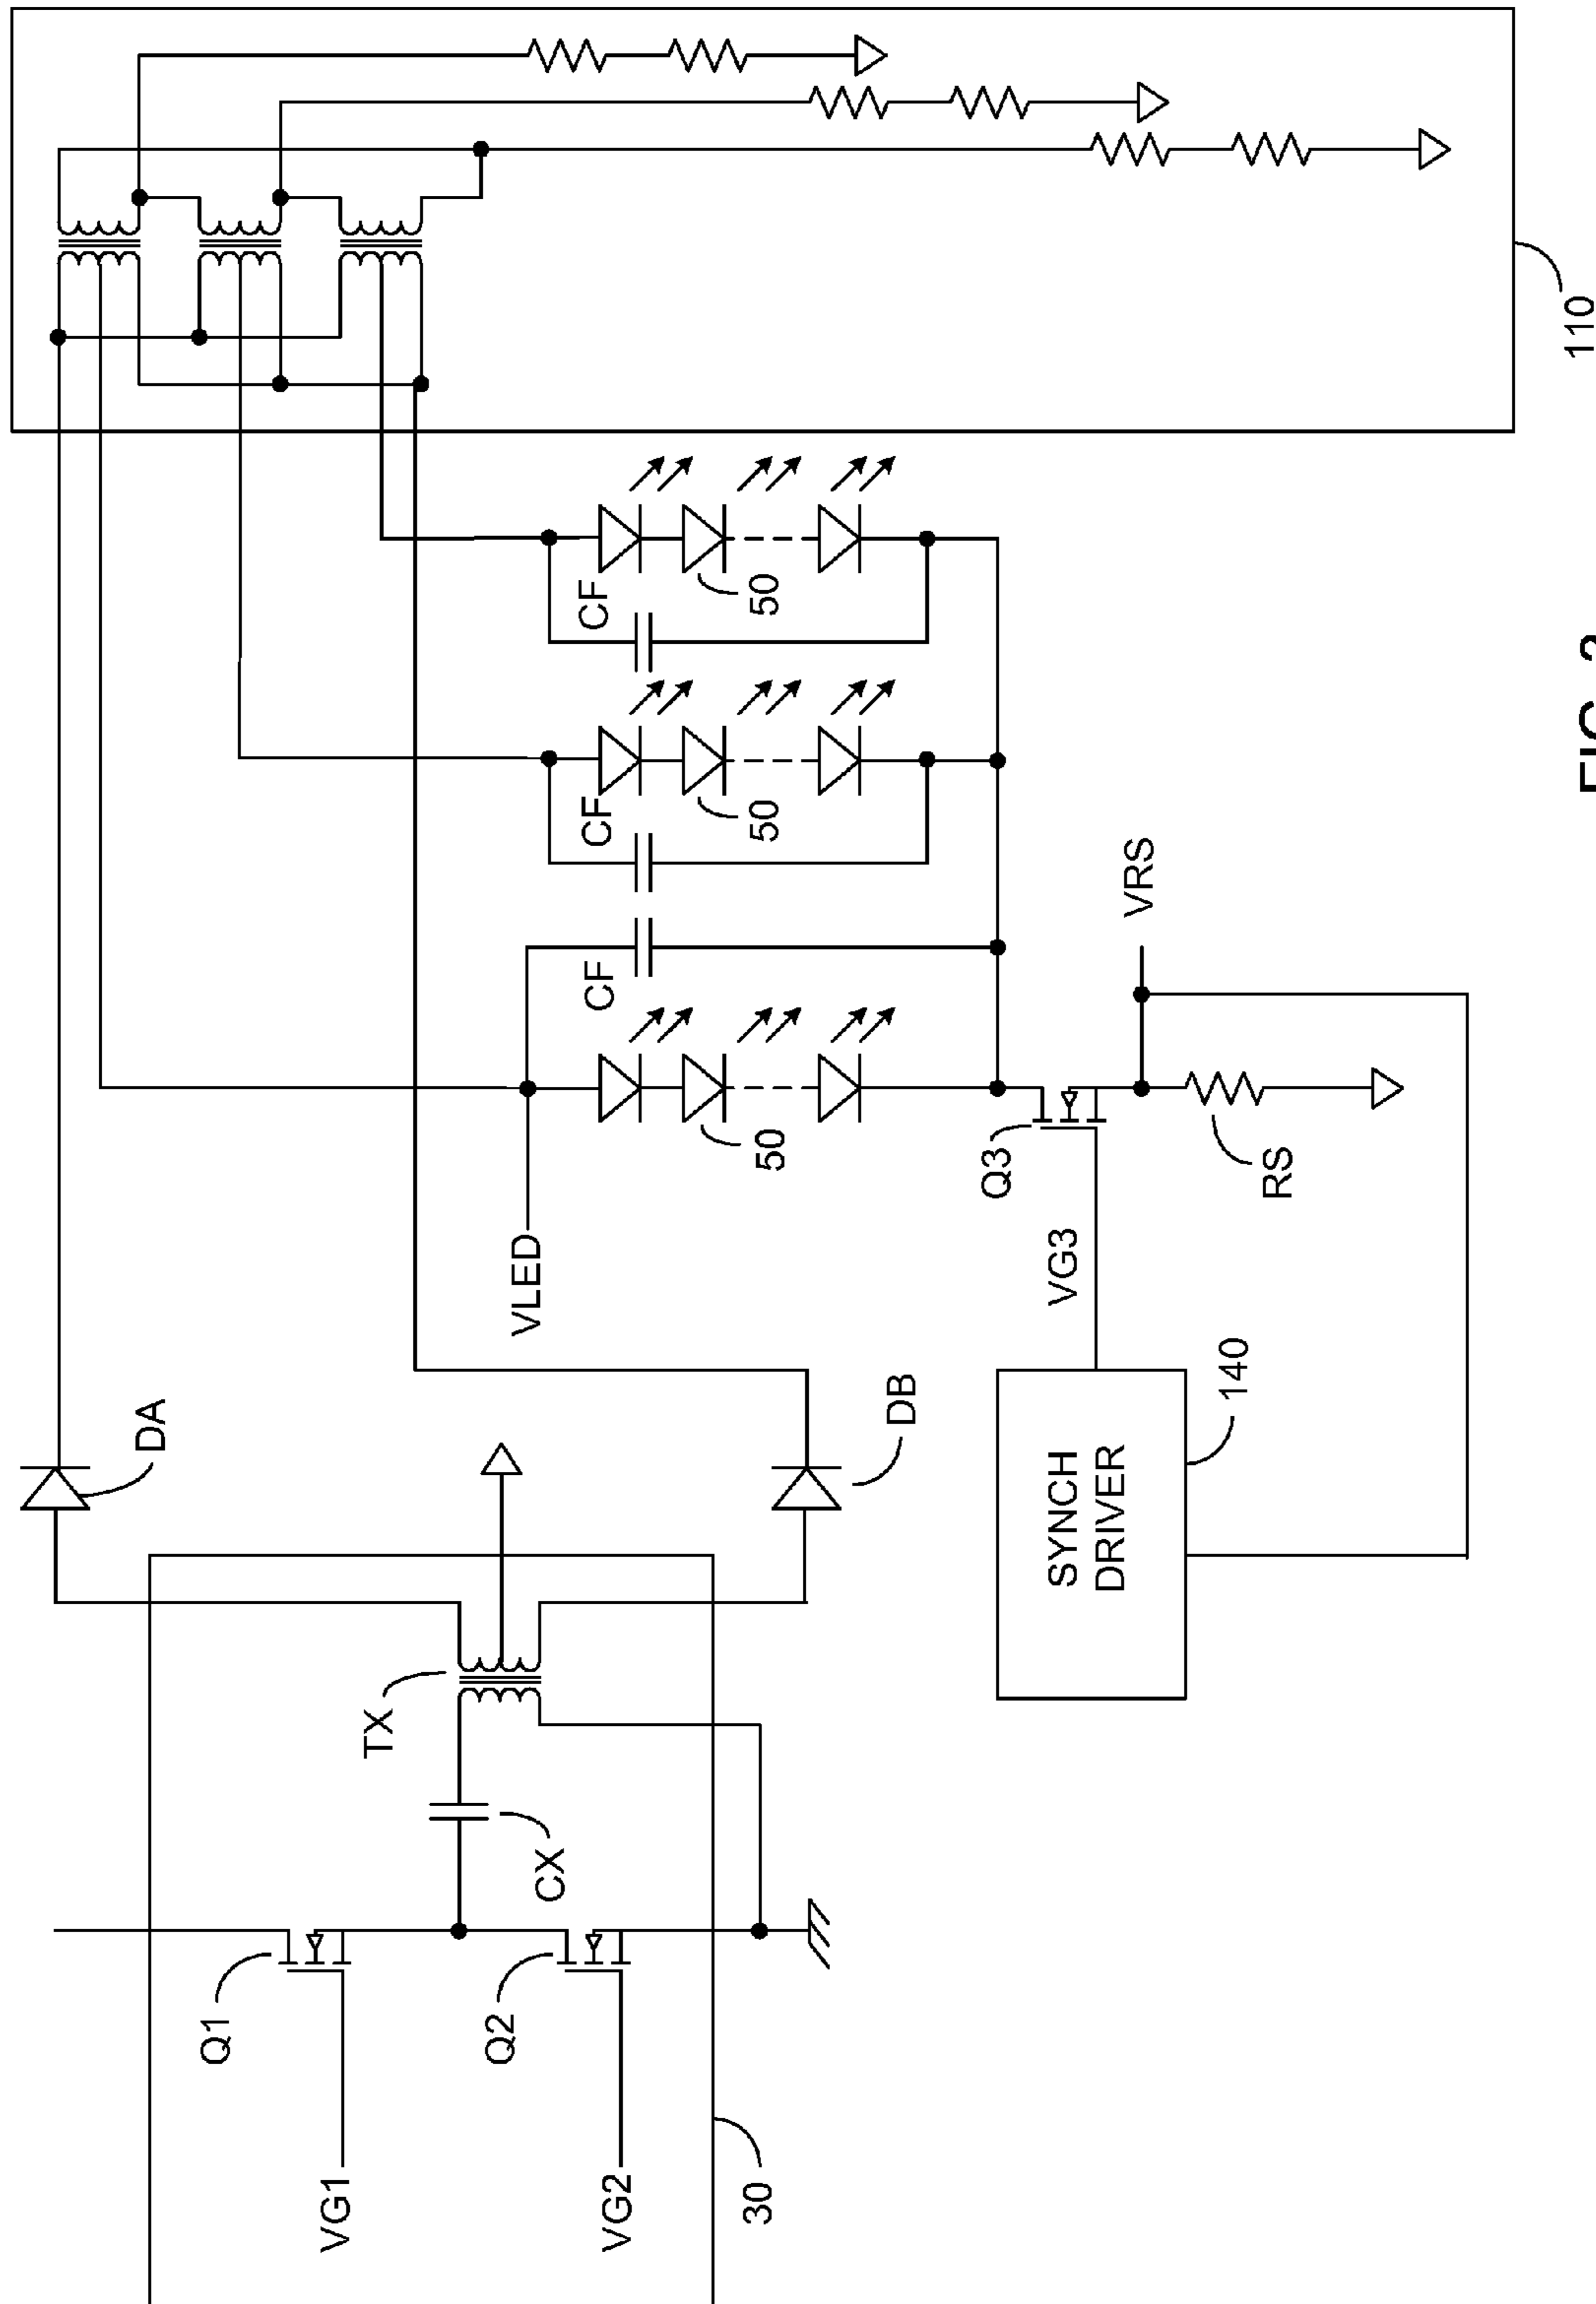 DA
Q1
VG1
TX
Q2
VLED
CX
CF
CF
CF
VG2
30
50
50
50
DB
Q3
VG3
SYNCH
DRIVER
VRS
140
RS
110
FIG.